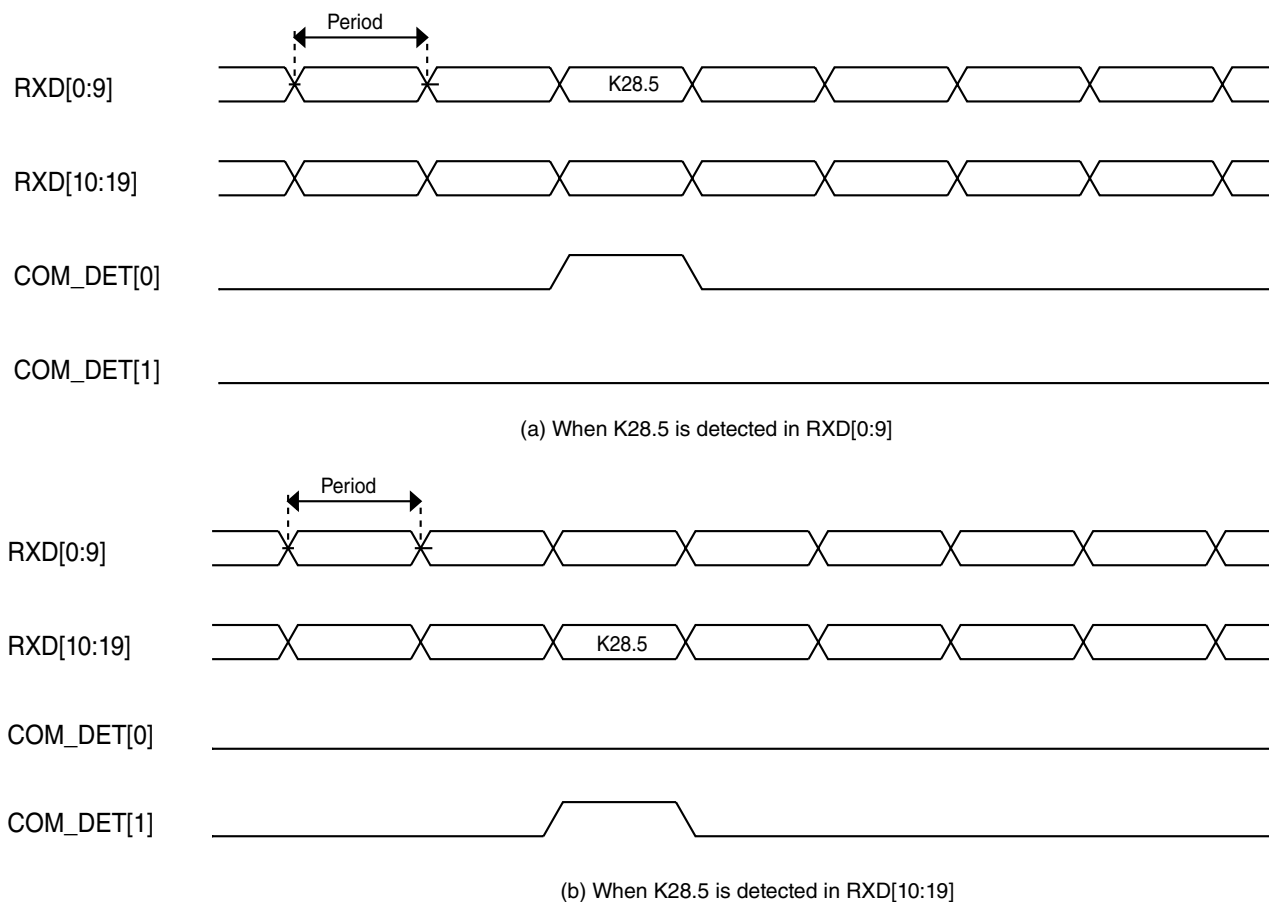 Period
RXD[0:9]
K28.5
RXD[10:19]
COM_DET[0]
COM_DET[1]
(a) When K28.5 is detected in RXD[0:9]
Period
RXD[0:9]
RXD[10:19]
K28.5
COM_DET[0]
COM_DET[1]
(b) When K28.5 is detected in RXD[10:19]